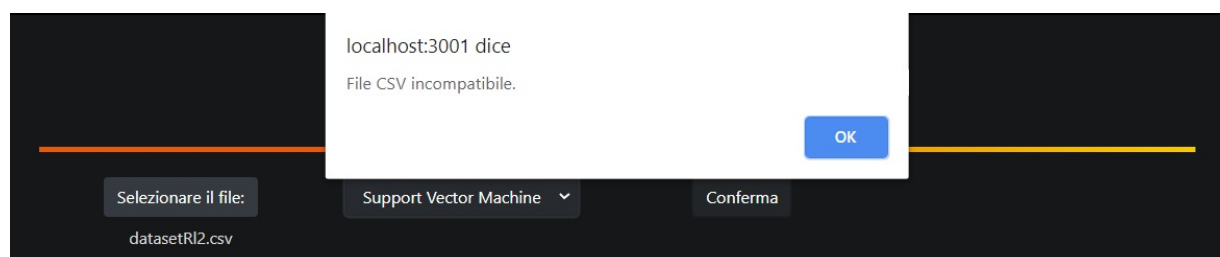 localhost:3001 dice
File CSV incompatibile.
OK
Selezionare il file:
Support Vector Machine
Conferma
datasetRl2.csv